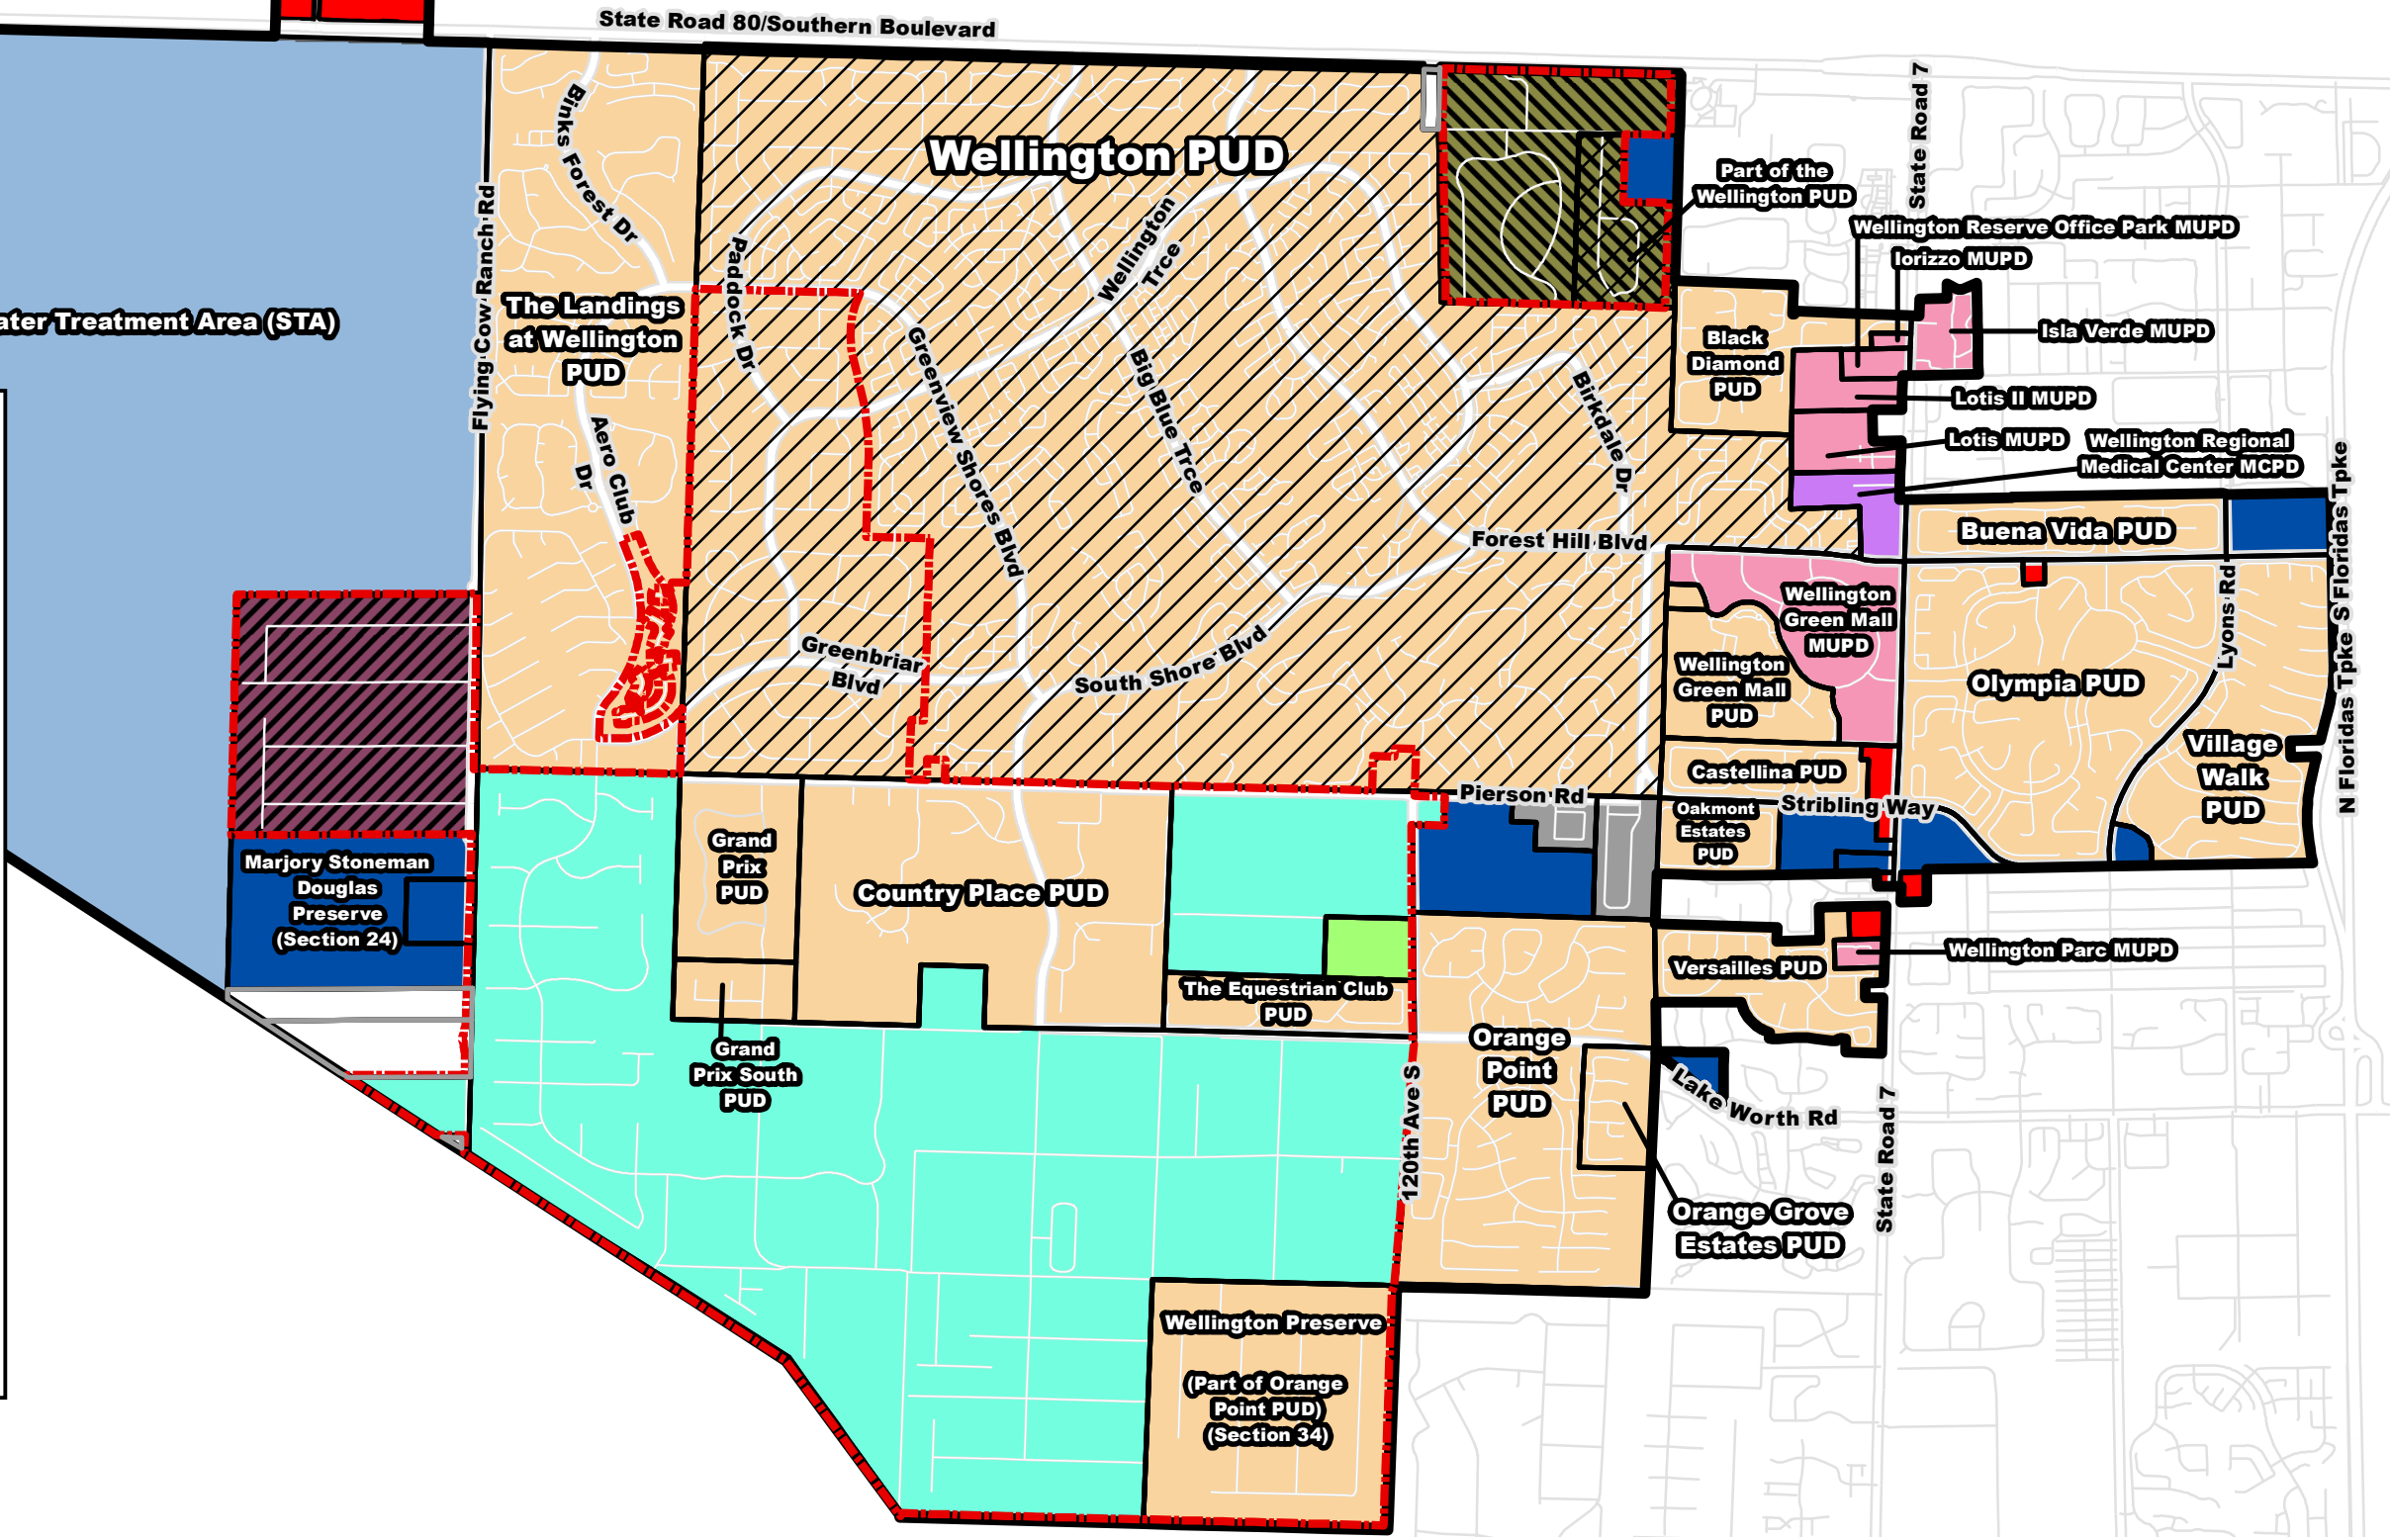 State Road 80/Southern Boulevard
Binks Forest Dr
Wellington PUD
State Road 7
Part of the
Wellington PUD
Wellington Reserve Office Park MUPD
Iorizzo MUPD
Flying Cow Ranch Rd
Paddock Dr
Wellington
Trce
The Landings
at Wellington
PUD
ater Treatment Area (STA)
Greenview Shores Blvd
Big Blue Trce
Birkdale Dr
Black
Diamond
PUD
Isla Verde MUPD
Lotis II MUPD
Lotis MUPD
Wellington Regional
Medical Center MCPD
Aero Club
Dr
Forest Hill Blvd
Buena Vida PUD
N Floridas Tpke S Floridas Tpke
Lyons Rd
Wellington
Green Mall
MUPD
Wellington
Green Mall
PUD
Olympia PUD
Greenbriar
Blvd
South Shore Blvd
Village
Walk
PUD
Castellina PUD
Pierson Rd
Stribling Way
Oakmont
Estates
PUD
Grand
Prix
PUD
Country Place PUD
Marjory Stoneman
Douglas
Preserve
(Section 24)
Wellington Parc MUPD
Versailles PUD
The Equestrian Club
PUD
Grand
Prix South
PUD
Orange
Point
PUD
Lake Worth Rd
120th Ave S
State Road 7
Orange Grove
Estates PUD
Wellington Preserve
(Part of Orange
Point PUD)
(Section 34)